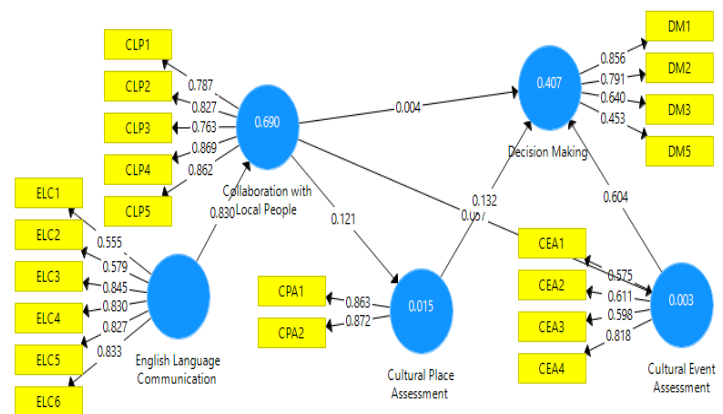 CLP1
CLP2
CLP3
CLP4
CLP5
0.787
0.827
0.763
0.869
0.862
0.690
Collaboration with
Local People
0.004
0.407
Decision Making
0.856
0.791
0.640
0.453
DM1
DM2
DM3
DM5
ELC1
ELC2
ELC3
ELC4
ELC5
ELC6
0.555
0.579
0.845
0.830
0.827
0.833
English Language
Communication
0.830
0.121
0.132
0.604
CPA1
CPA2
0.863
0.872
0.015
Cultural Place
Assessment
CEA1
CEA2
CEA3
CEA4
0.575
0.611
0.598
0.818
0.003
Cultural Event
Assessment